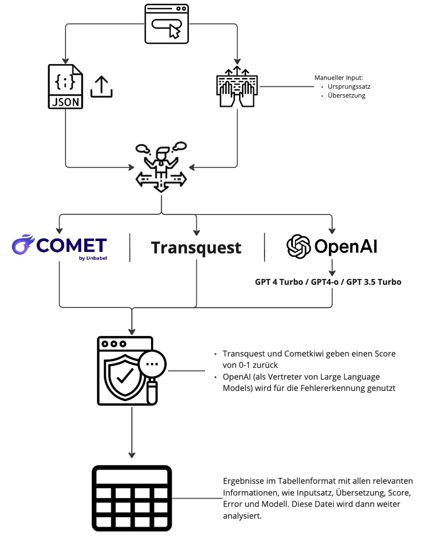 {;}
JSON
Manueller Input:
• Ursprungssatz
• Übersetzung
COMET
by Unbabel
Transquest
OpenAI
GPT 4 Turbo / GPT4-o / GPT 3.5 Turbo
• Transquest und Cometkiwi geben einen Score
von 0-1 zurück
• OpenAI (als Vertreter von Large Language
Models) wird für die Fehlererkennung genutzt
Ergebnisse im Tabellenformat mit allen relevanten
Informationen, wie Inputsatz, Übersetzung, Score,
Error und Modell. Diese Datei wird dann weiter
analysiert.